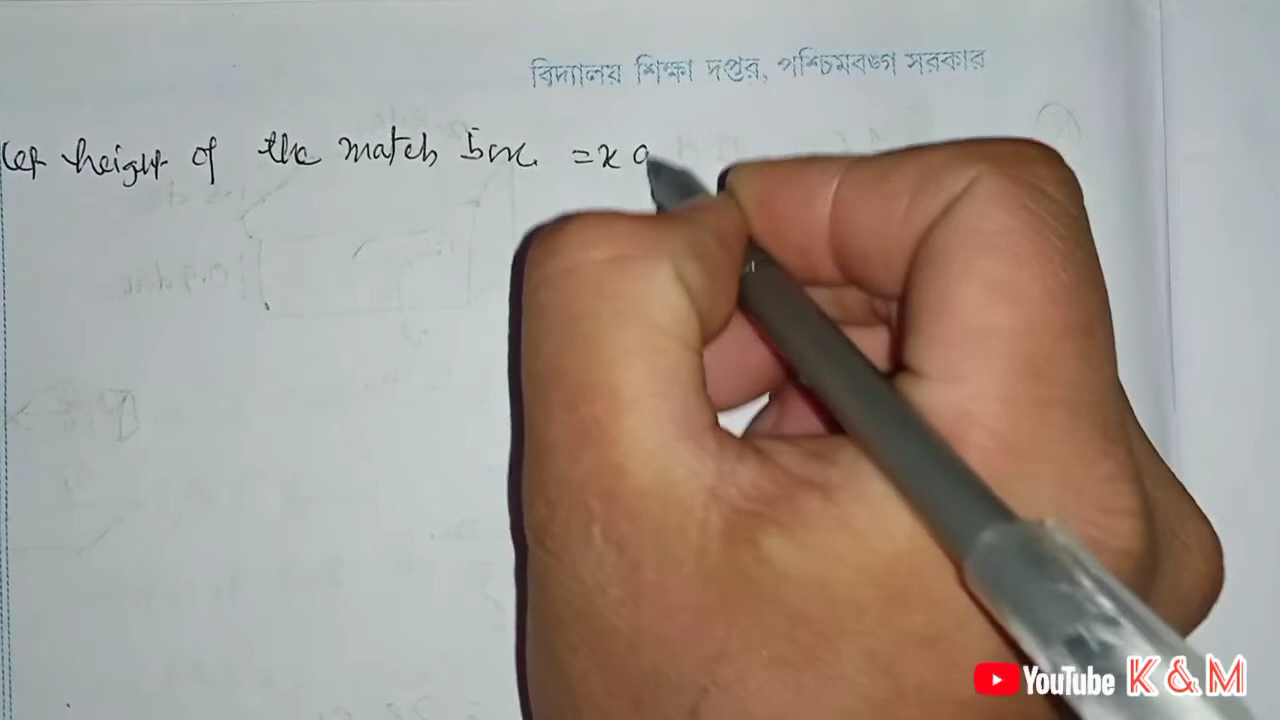 বিদ্যালয় শিক্ষা দপ্তর, পশ্চিমবঙ্গ সরকার
Let height of the match box = x c
YouTube K & M